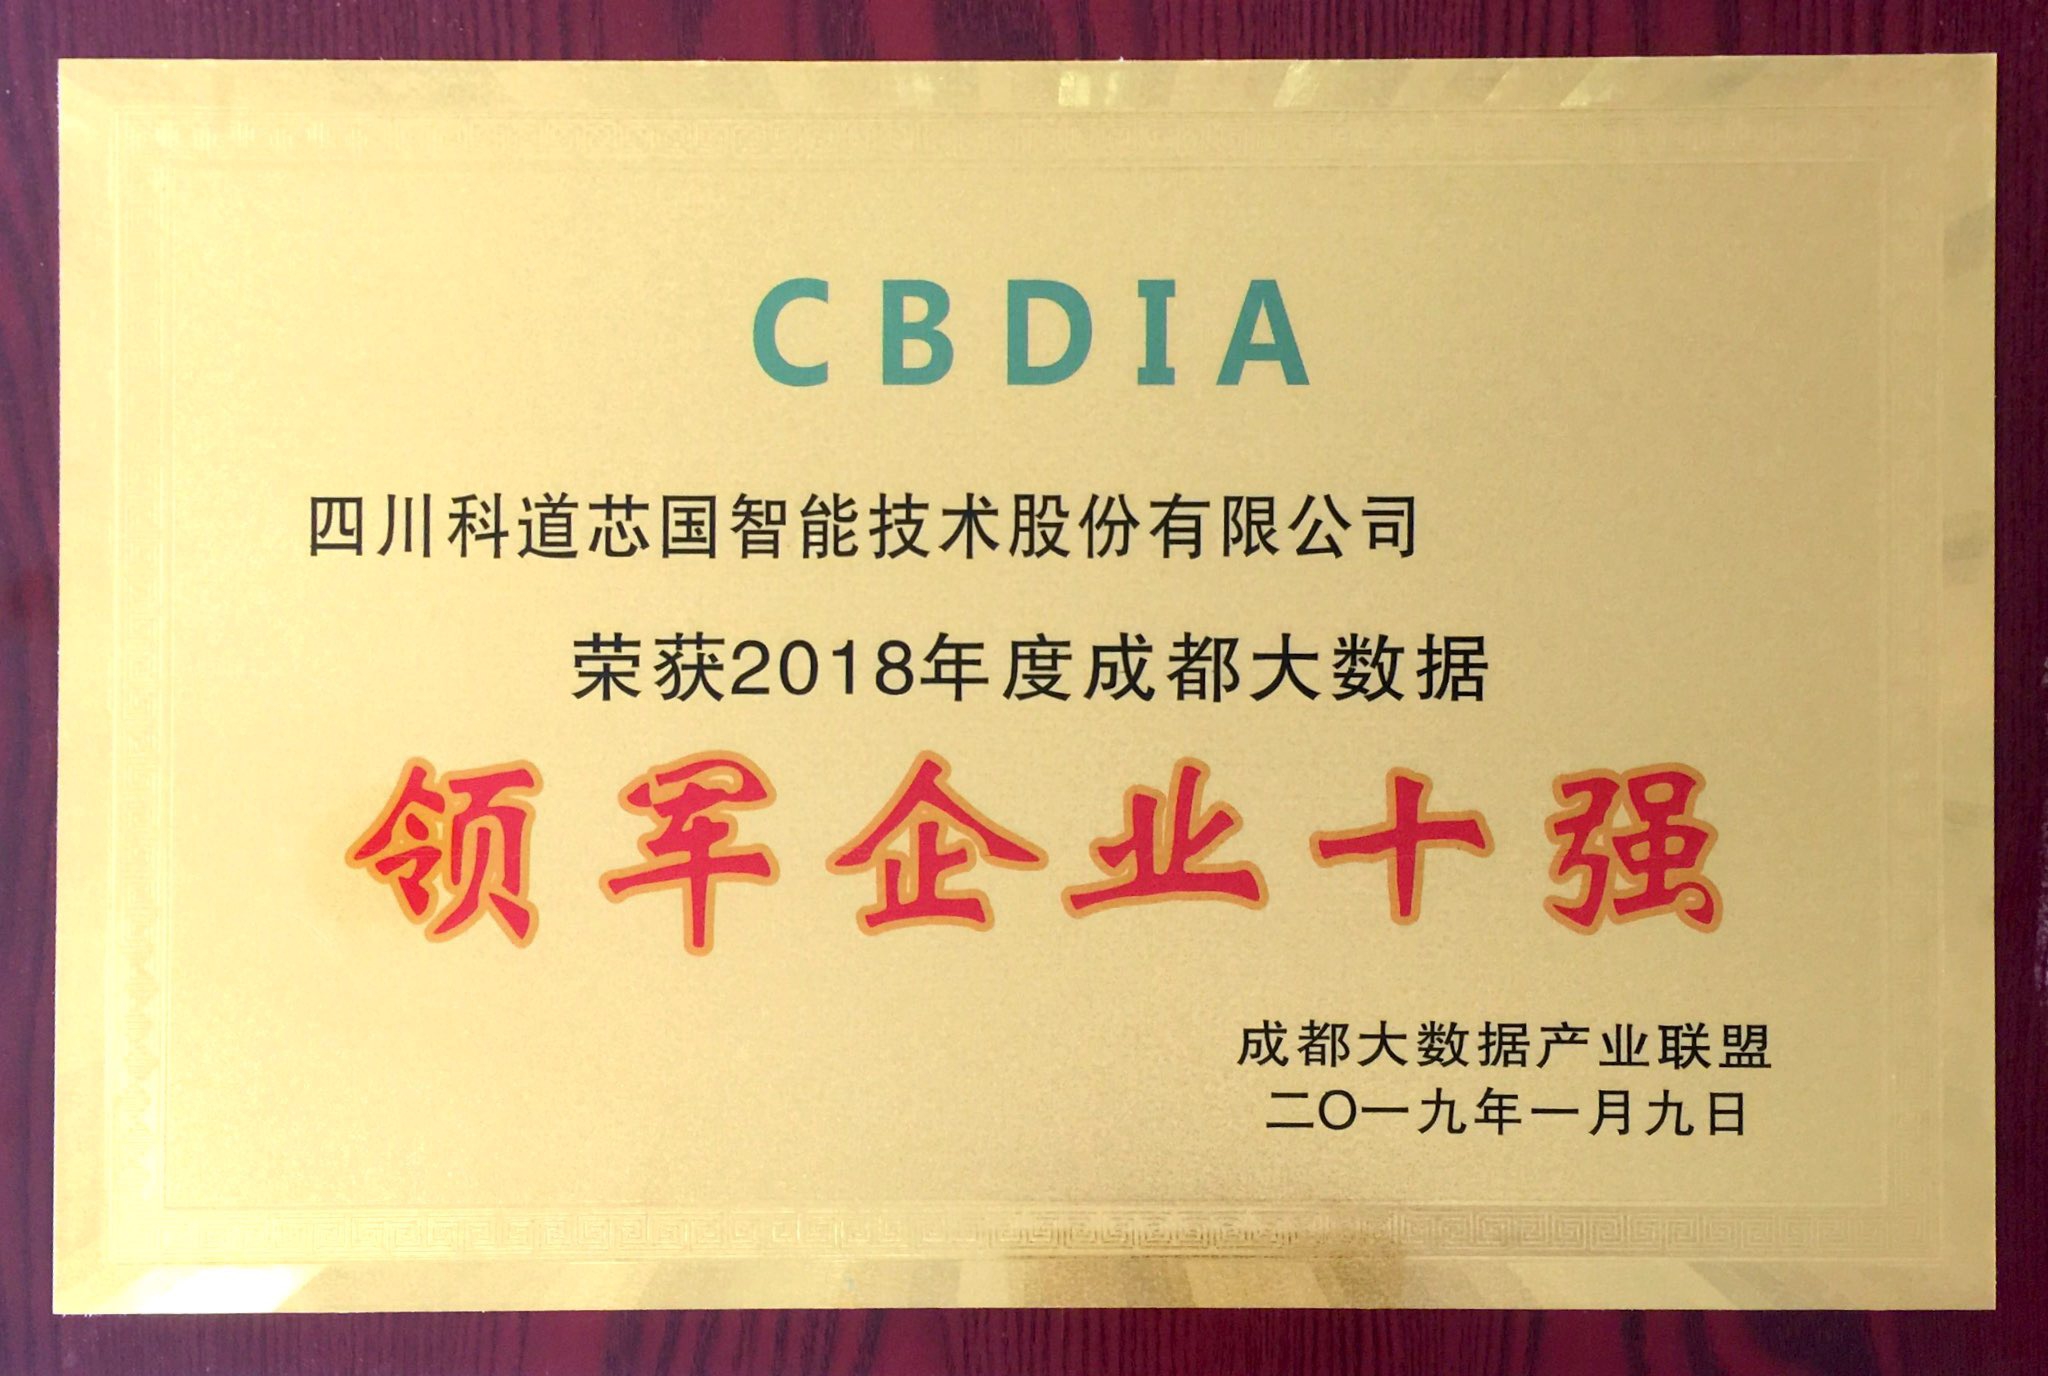 CBDIA
四川科道芯国智能技术股份有限公司
荣获2018年度成都大数据
领军企业十强
成都大数据产业联盟
二〇一九年一月九日